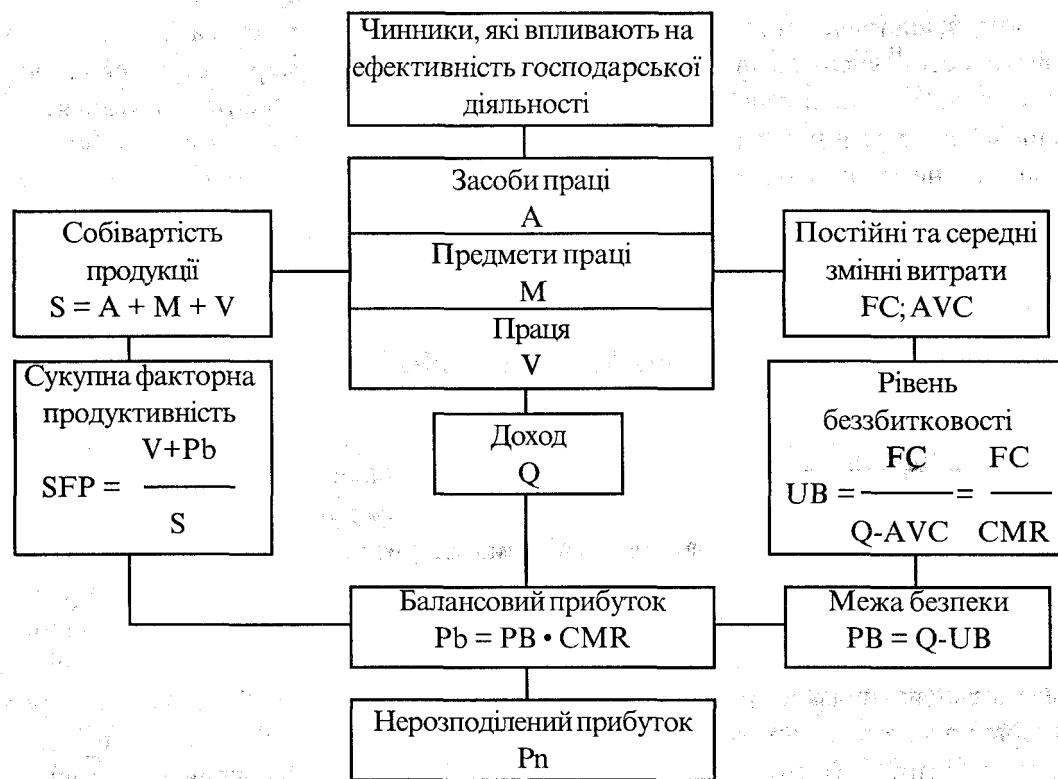 Чинники, які впливають на
ефективність господарської
діяльності
Засоби праці
A
Предмети праці
M
Праця
V
Собівартість
продукції
S = A + M + V
Постійні та середні
змінні витрати
FC; AVC
Сукупна факторна
продуктивність
V+Pb
SFP =
S
Доход
Q
Рівень
беззбитковості
FC FC
UB = =
Q-AVC CMR
Балансовий прибуток
Pb = PB • CMR
Межа безпеки
PB = Q-UB
Нерозподілений прибуток
Pn